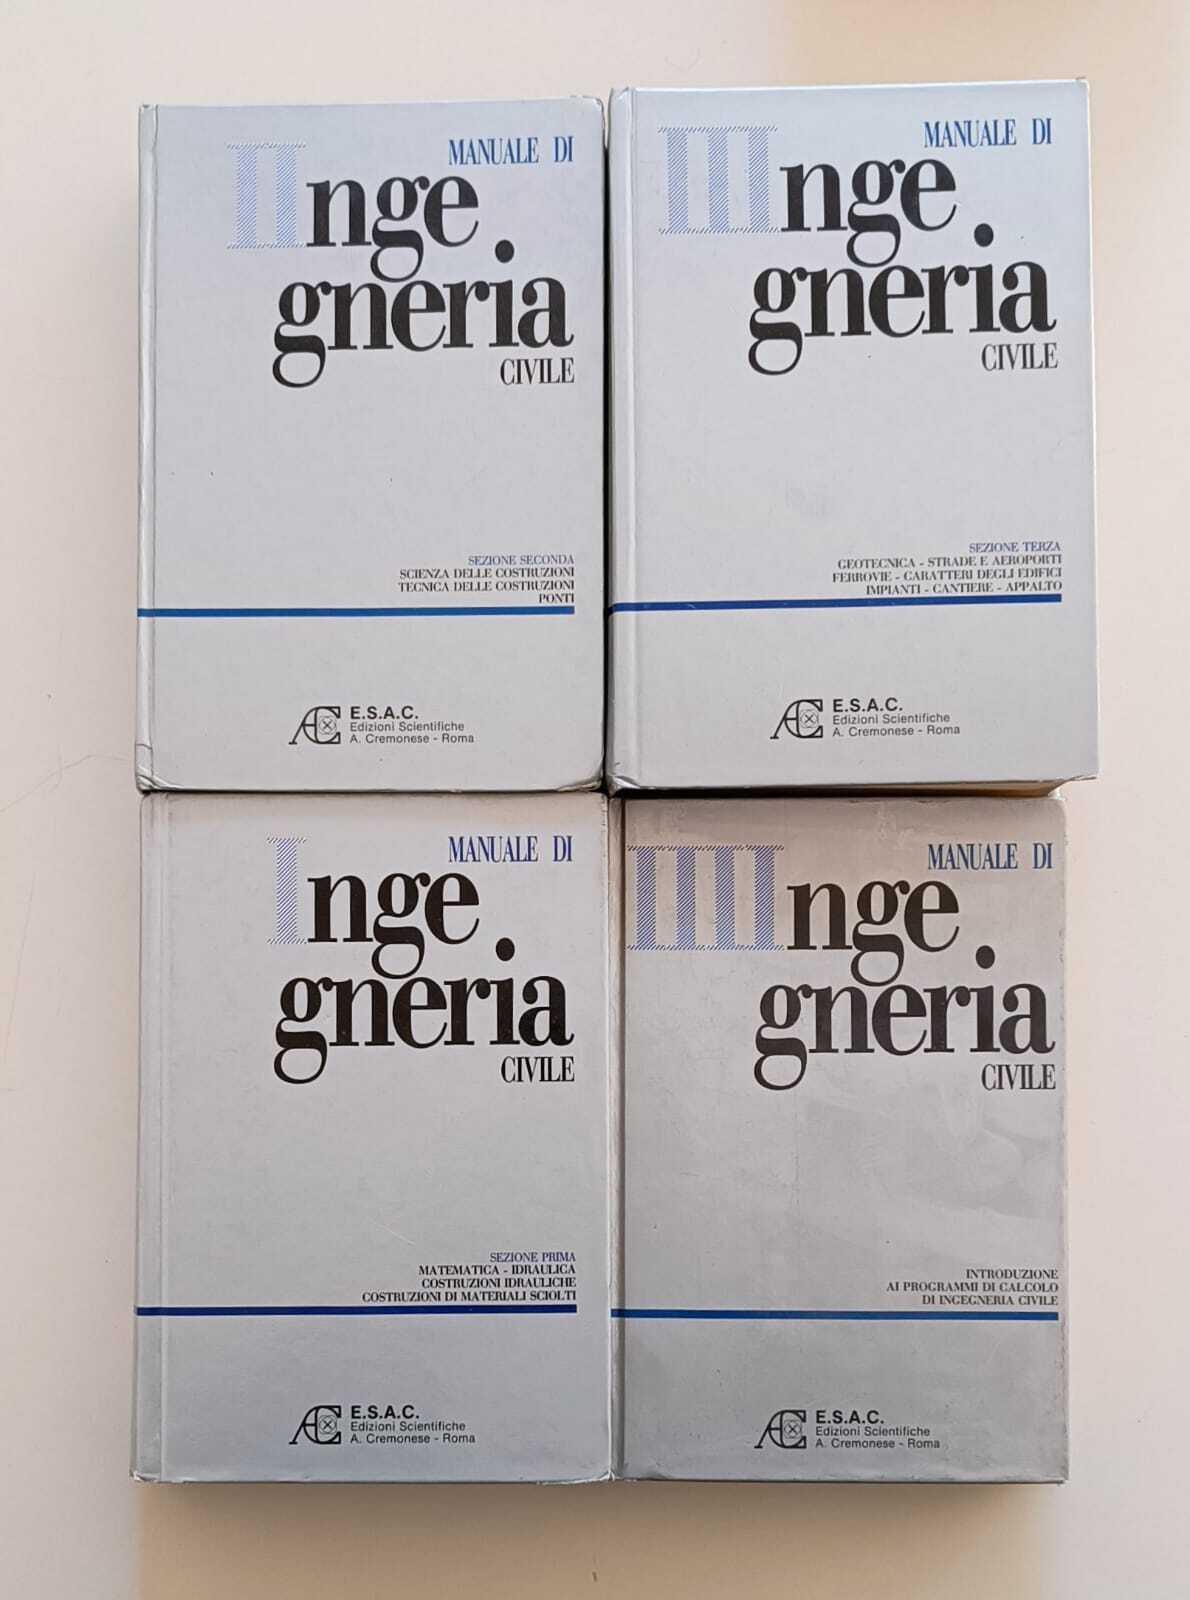 MANUALE DI
IInge
gneria
CIVILE
SEZIONE SECONDA
SCIENZA DELLE COSTRUZIONI
TECNICA DELLE COSTRUZIONI
PONTI
E.S.A.C.
Edizioni Scientifiche
A. Cremonese - Roma
MANUALE DI
IIInge
gneria
CIVILE
SEZIONE TERZA
GEOTECNICA - STRADE E AEROPORTI
FERROVIE - CARATTERI DEGLI EDIFICI
IMPIANTI - CANTIERE - APPALTO
E.S.A.C.
Edizioni Scientifiche
A. Cremonese - Roma
MANUALE DI
Inge
gneria
CIVILE
SEZIONE PRIMA
MATEMATICA - IDRAULICA
COSTRUZIONI IDRAULICHE
COSTRUZIONI DI MATERIALI SCIOLTI
E.S.A.C.
Edizioni Scientifiche
A. Cremonese - Roma
MANUALE DI
IIIInge
gneria
CIVILE
INTRODUZIONE
AI PROGRAMMI DI CALCOLO
DI INGEGNERIA CIVILE
E.S.A.C.
Edizioni Scientifiche
A. Cremonese - Roma